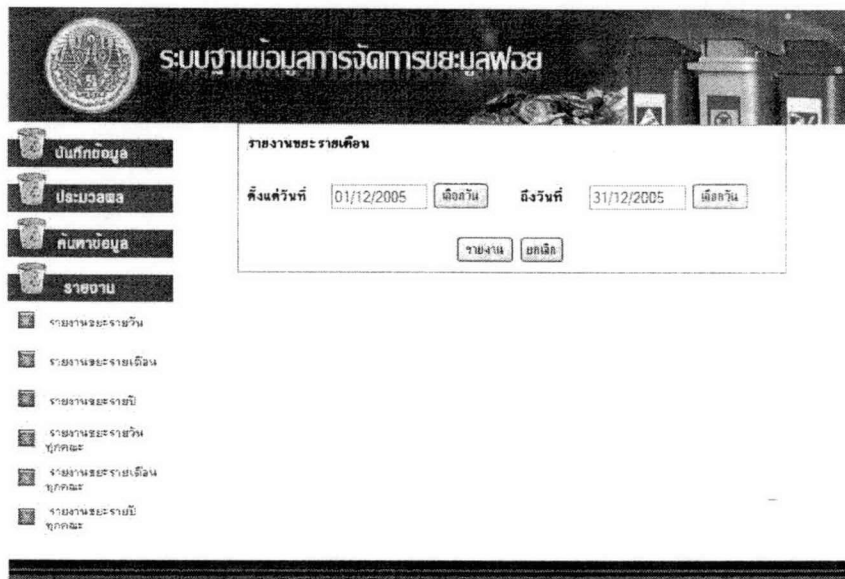 ระบบฐานข้อมูลการจัดการขยะมูลฝอย
บันทึกข้อมูล
ประมวลผล
ค้นหาข้อมูล
รายงาน
รายงานขยะรายวัน
รายงานขยะรายเดือน
รายงานขยะรายปี
รายงานขยะรายวัน
ทุกคณะ
รายงานขยะรายเดือน
ทุกคณะ
รายงานขยะรายปี
ทุกคณะ
รายงานขยะรายเดือน
ตั้งแต่วันที่ 01/12/2005 เลือกวัน ถึงวันที่ 31/12/2005 เลือกวัน
รายงาน ยกเลิก